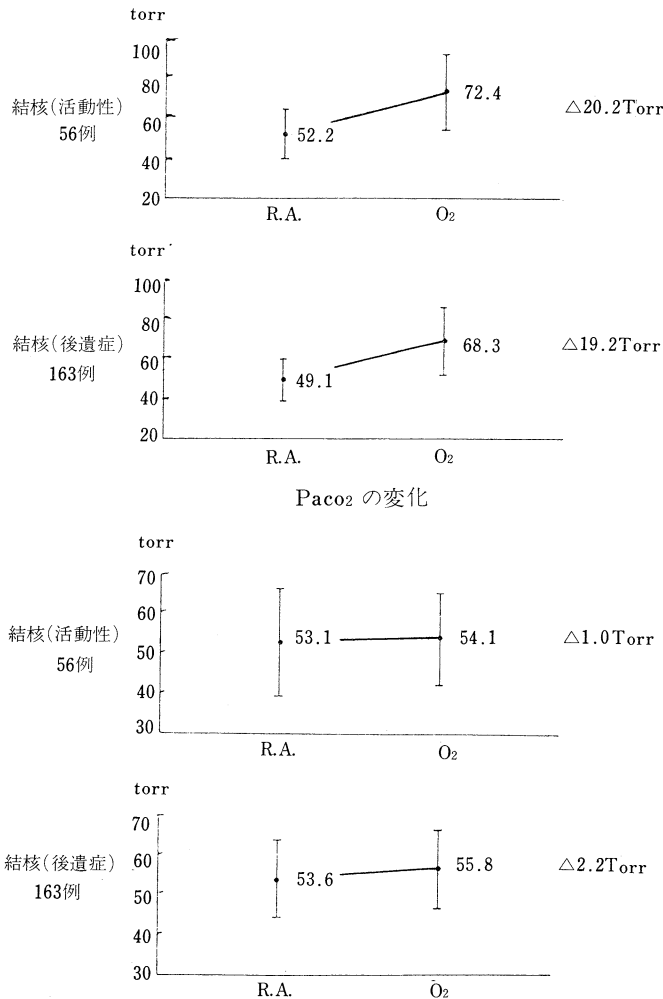 torr
100
80
60
40
20
結核(活動性)
56例
52.2
72.4
△20.2Torr
R.A.
O₂
torr
100
80
60
40
20
結核(後遺症)
163例
49.1
68.3
△19.2Torr
R.A.
O₂
Paco₂ の変化
torr
70
60
50
40
30
結核(活動性)
56例
53.1
54.1
△1.0Torr
R.A.
O₂
torr
70
60
50
40
30
結核(後遺症)
163例
53.6
55.8
△2.2Torr
R.A.
O₂